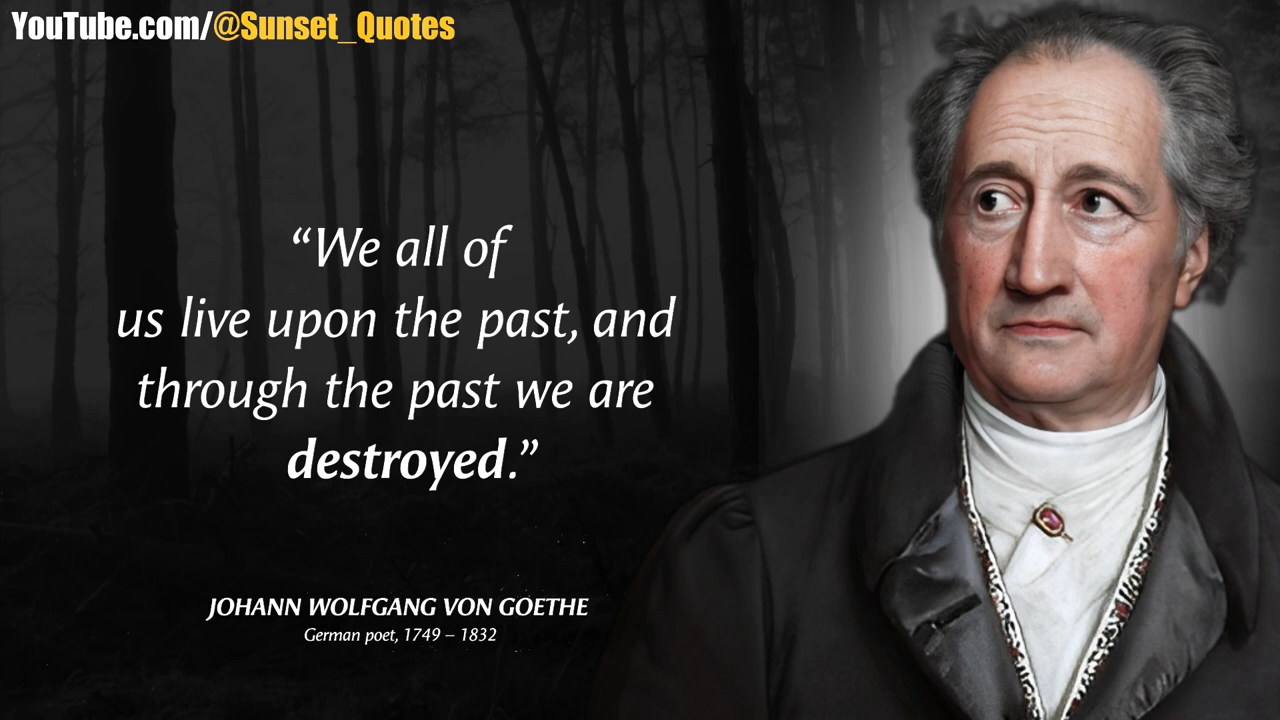 YouTube.com/@Sunset_Quotes
“We all of
us live upon the past, and
through the past we are
destroyed.”
JOHANN WOLFGANG VON GOETHE
German poet, 1749 – 1832